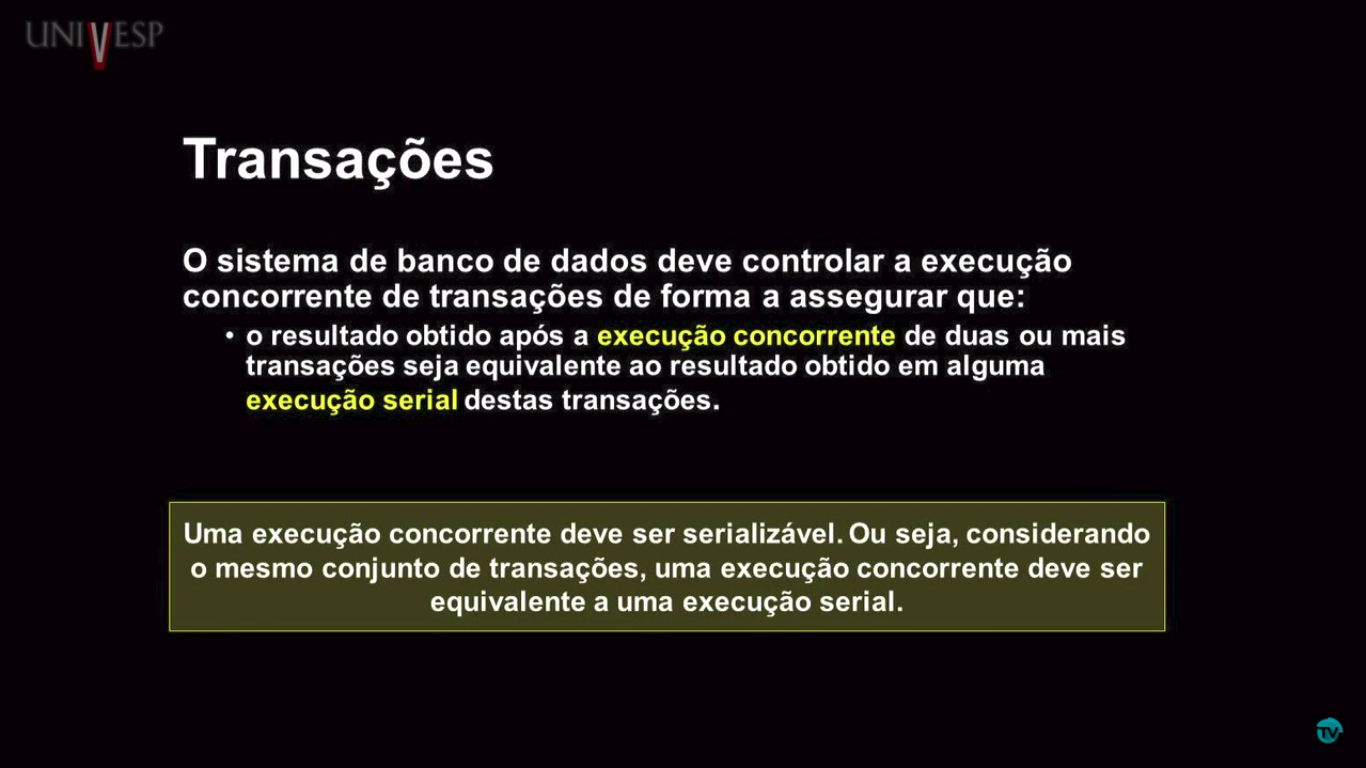 UNIVESP
Transações
O sistema de banco de dados deve controlar a execução
concorrente de transações de forma a assegurar que:
• o resultado obtido após a execução concorrente de duas ou mais
transações seja equivalente ao resultado obtido em alguma
execução serial destas transações.
Uma execução concorrente deve ser serializável. Ou seja, considerando
o mesmo conjunto de transações, uma execução concorrente deve ser
equivalente a uma execução serial.
TV